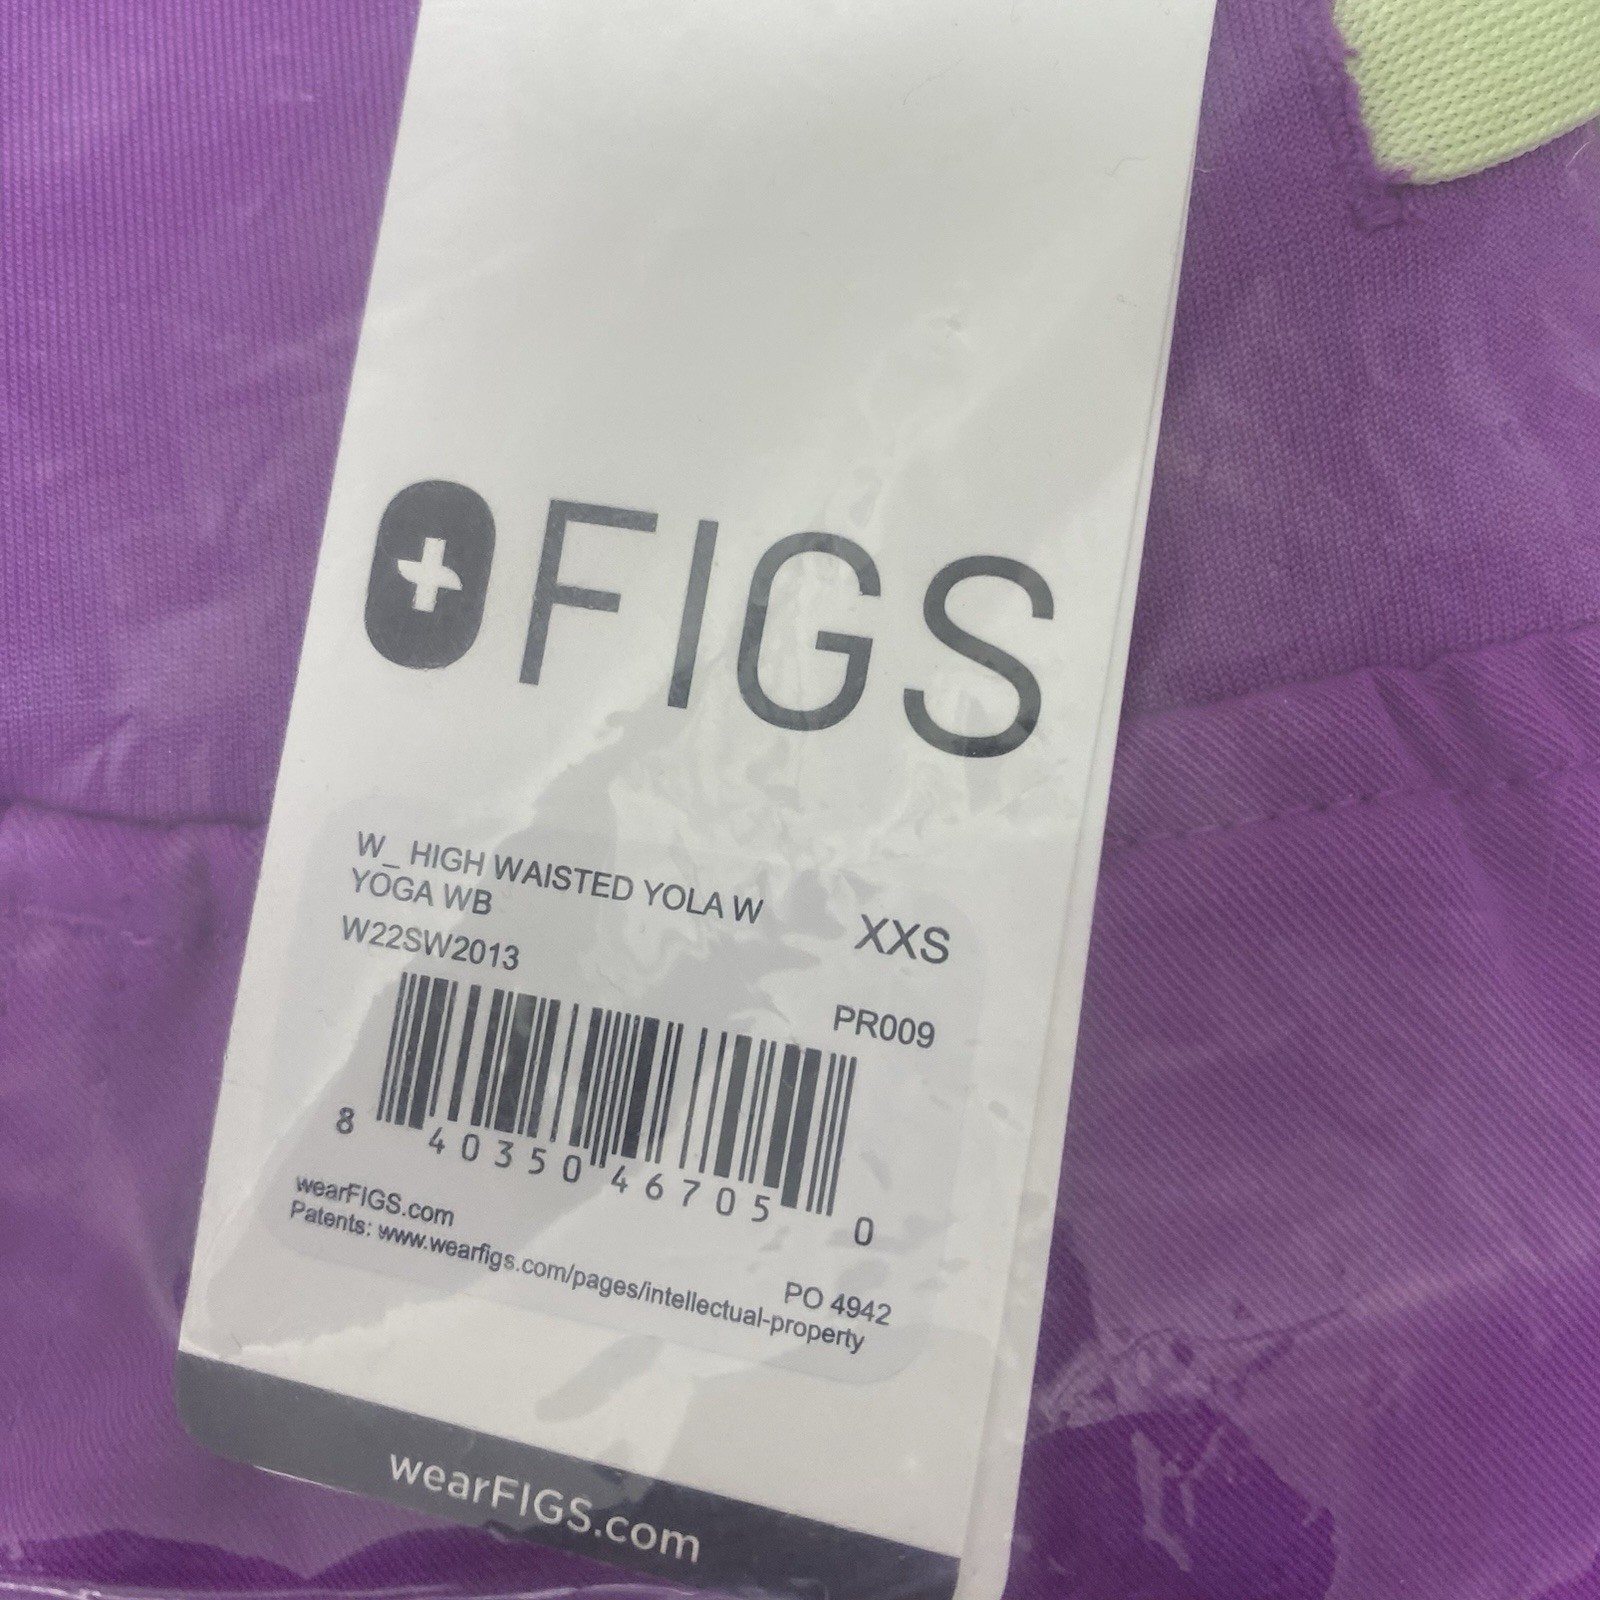 FIGS
W_ HIGH WAISTED YOLA W
YOGA WB
XXS
W22SW2013
PR009
8 40350 46705 0
wearFIGS.com
PO 4942
Patents: www.wearfigs.com/pages/intellectual-property
wearFIGS.com